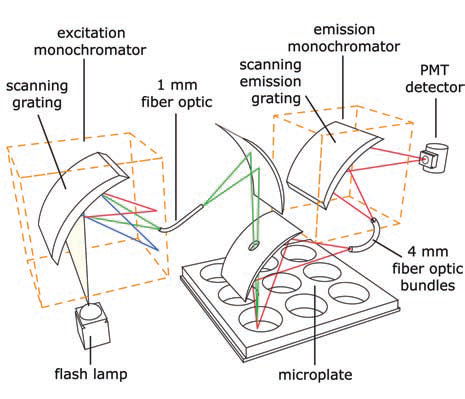 excitation
monochromator
emission
monochromator
scanning
grating
1 mm
fiber optic
scanning
emission
grating
PMT
detector
4 mm
fiber optic
bundles
flash lamp
microplate